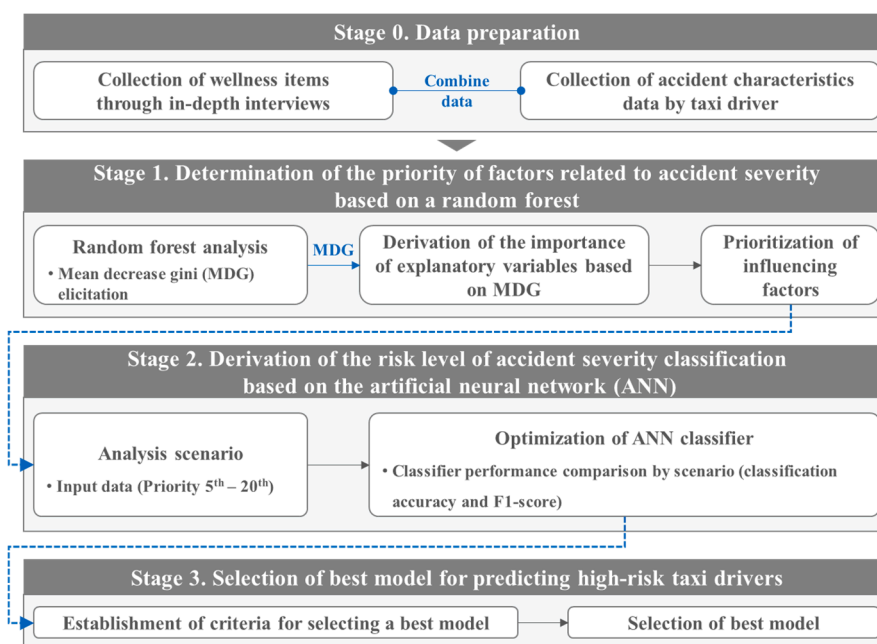 Stage 0. Data preparation
Collection of wellness items
through in-depth interviews
Combine
data
Collection of accident characteristics
data by taxi driver
Stage 1. Determination of the priority of factors related to accident severity
based on a random forest
Random forest analysis
• Mean decrease gini (MDG)
elicitation
MDG
Derivation of the importance
of explanatory variables based
on MDG
Prioritization of
influencing
factors
Stage 2. Derivation of the risk level of accident severity classification
based on the artificial neural network (ANN)
Analysis scenario
• Input data (Priority 5th – 20th)
Optimization of ANN classifier
• Classifier performance comparison by scenario (classification
accuracy and F1-score)
Stage 3. Selection of best model for predicting high-risk taxi drivers
Establishment of criteria for selecting a best model
Selection of best model